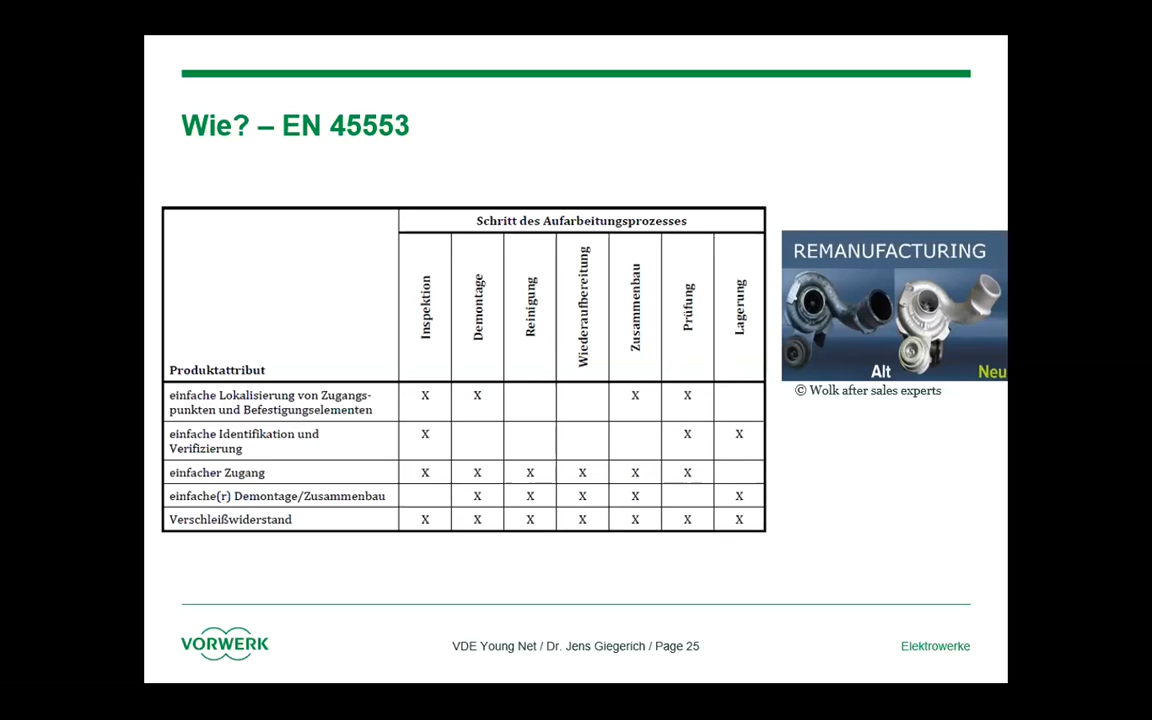 Wie? – EN 45553
Schritt des Aufarbeitungsprozesses
Produktattribut
Inspektion
Demontage
Reinigung
Wiederaufbereitung
Zusammenbau
Prüfung
Lagerung
einfache Lokalisierung von Zugangs-
punkten und Befestigungselementen
X X X X
einfache Identifikation und
Verifizierung
X X X
einfacher Zugang X X X X X X
einfache(r) Demontage/Zusammenbau X X X X X
Verschleißwiderstand X X X X X X X
REMANUFACTURING
Alt
Neu
© Wolk after sales experts
VORWERK
VDE Young Net / Dr. Jens Giegerich / Page 25
Elektrowerke